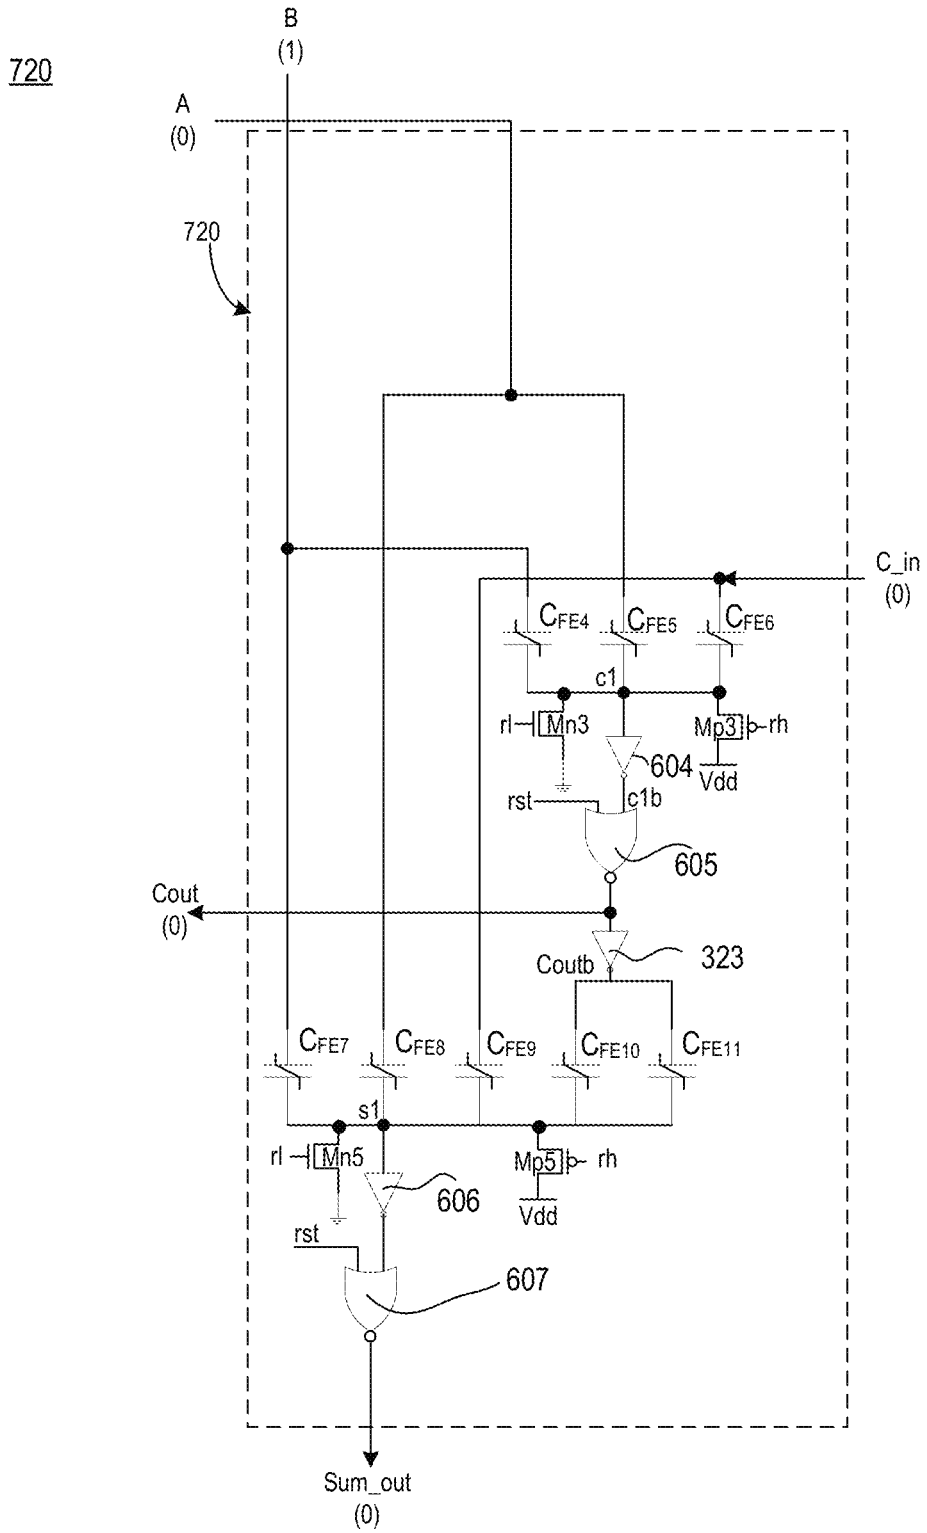 B
(1)
720
A
(0)
720
C_in
(0)
CFE4
CFE5
CFE6
c1
rl
Mn3
Mp3
rh
604
Vdd
rst
c1b
605
Cout
(0)
323
Coutb
CFE7
CFE8
CFE9
CFE10
CFE11
s1
rl
Mn5
Mp5
rh
606
Vdd
rst
607
Sum_out
(0)